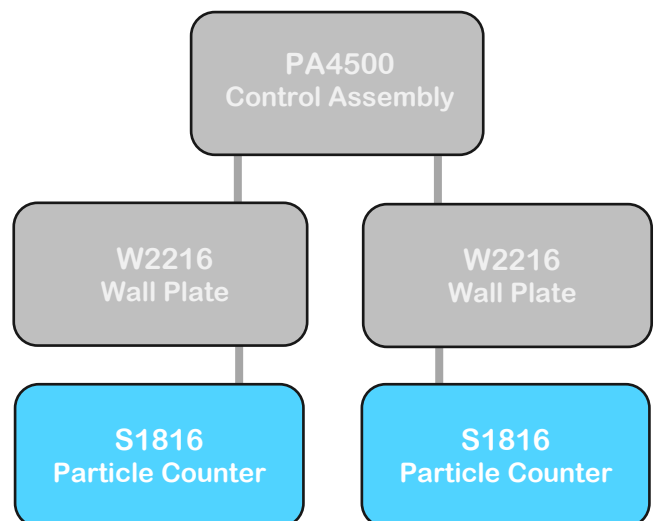 PA4500
Control Assembly
W2216
Wall Plate
W2216
Wall Plate
S1816
Particle Counter
S1816
Particle Counter